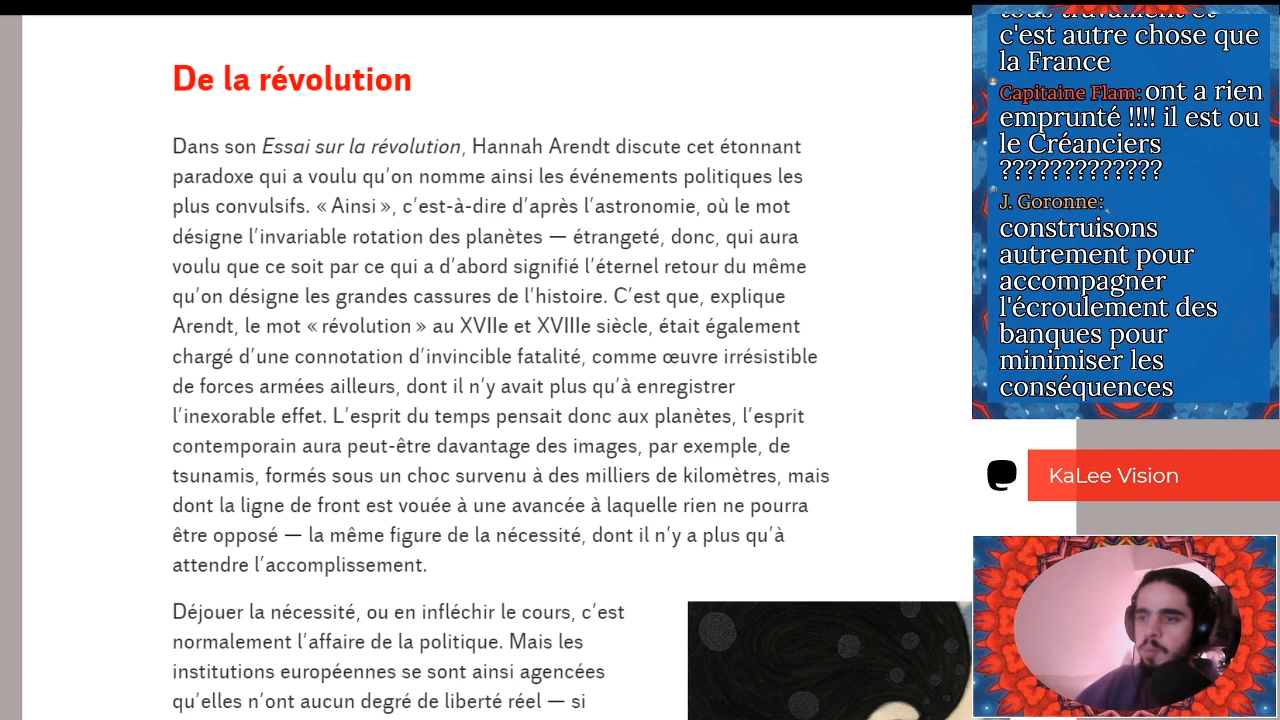 De la révolution
Dans son Essai sur la révolution, Hannah Arendt discute cet étonnant
paradoxe qui a voulu qu’on nomme ainsi les événements politiques les
plus convulsifs. « Ainsi », c’est-à-dire d’après l’astronomie, où le mot
désigne l’invariable rotation des planètes — étrangeté, donc, qui aura
voulu que ce soit par ce qui a d’abord signifié l’éternel retour du même
qu’on désigne les grandes cassures de l’histoire. C’est que, explique
Arendt, le mot « révolution » au XVIIe et XVIIIe siècle, était également
chargé d’une connotation d’invincible fatalité, comme œuvre irrésistible
de forces armées ailleurs, dont il n’y avait plus qu’à enregistrer
l’inexorable effet. L’esprit du temps pensait donc aux planètes, l’esprit
contemporain aura peut-être davantage des images, par exemple, de
tsunamis, formés sous un choc survenu à des milliers de kilomètres, mais
dont la ligne de front est vouée à une avancée à laquelle rien ne pourra
être opposé — la même figure de la nécessité, dont il n’y a plus qu’à
attendre l’accomplissement.
Déjouer la nécessité, ou en infléchir le cours, c’est
normalement l’affaire de la politique. Mais les
institutions européennes se sont ainsi agencées
qu’elles n’ont aucun degré de liberté réel — si
tous travaillent et
c'est autre chose que
la France
Capitaine Flam: ont a rien
emprunté !!!! il est ou
le Créanciers
?????????????
J. Goronne:
construisons
autrement pour
accompagner
l'écroulement des
banques pour
minimiser les
conséquences
KaLee Vision